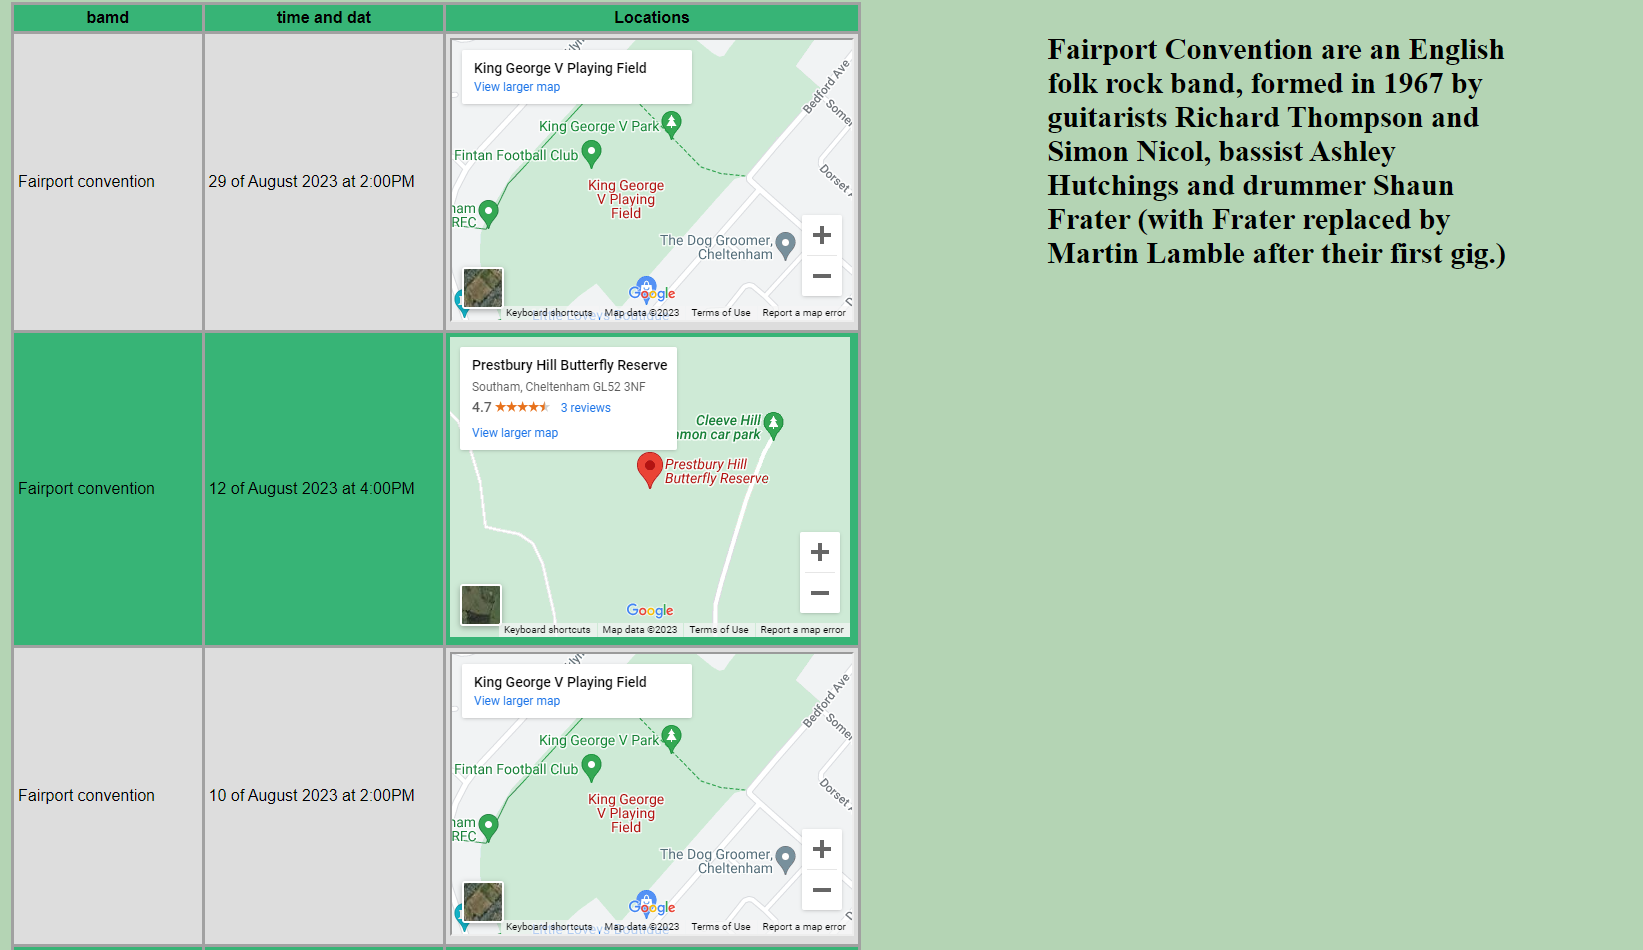 bamd
time and dat
Locations
Fairport convention
29 of August 2023 at 2:00PM
King George V Playing Field
View larger map
Bedford Ave
King George V Park
Fintan Football Club
King George
V Playing
Field
The Dog Groomer,
Cheltenham
Google
Keyboard shortcuts
Map data ©2023
Terms of Use
Report a map error
Fairport convention
12 of August 2023 at 4:00PM
Prestbury Hill Butterfly Reserve
Southam, Cheltenham GL52 3NF
4.7
3 reviews
View larger map
Cleeve Hill
mon car park
Prestbury Hill
Butterfly Reserve
Google
Keyboard shortcuts
Map data ©2023
Terms of Use
Report a map error
Fairport convention
10 of August 2023 at 2:00PM
King George V Playing Field
View larger map
Bedford Ave
King George V Park
Fintan Football Club
King George
V Playing
Field
The Dog Groomer,
Cheltenham
Google
Keyboard shortcuts
Map data ©2023
Terms of Use
Report a map error
Fairport Convention are an English
folk rock band, formed in 1967 by
guitarists Richard Thompson and
Simon Nicol, bassist Ashley
Hutchings and drummer Shaun
Frater (with Frater replaced by
Martin Lamble after their first gig.)